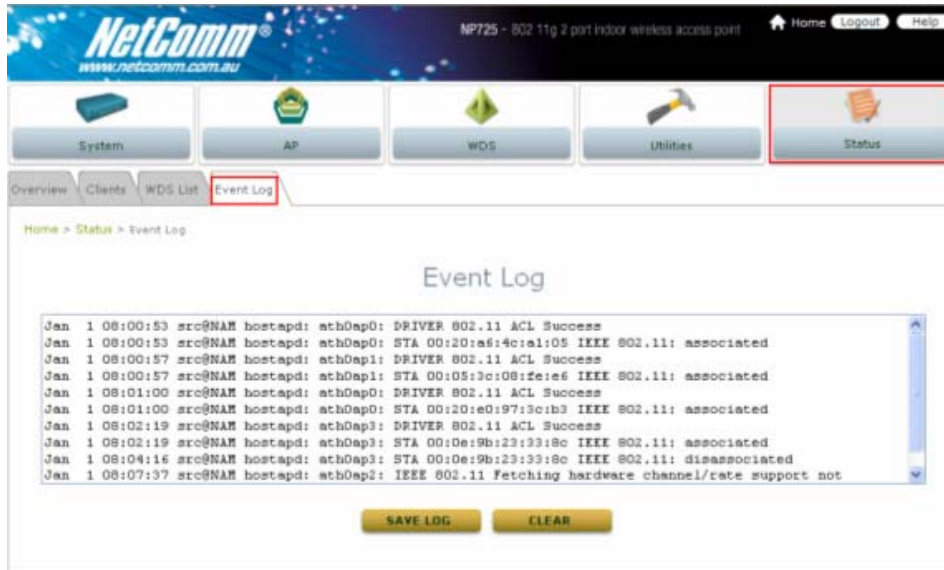 NetComm®
www.netcomm.com.au
NP725 - 802 11g 2 port indoor wireless access point
Home Logout Help
System AP WDS Utilities Status
Overview Clients WDS List Event Log
Home > Status > Event Log
Event Log
Jan 1 08:00:53 src@NAM hostapd: ath0ap0: DRIVER 802.11 ACL Success
Jan 1 08:00:53 src@NAM hostapd: ath0ap0: STA 00:20:a6:4c:a1:05 IEEE 802.11: associated
Jan 1 08:00:57 src@NAM hostapd: ath0ap1: DRIVER 802.11 ACL Success
Jan 1 08:00:57 src@NAM hostapd: ath0ap1: STA 00:05:3c:08:fe:e6 IEEE 802.11: associated
Jan 1 08:01:00 src@NAM hostapd: ath0ap0: DRIVER 802.11 ACL Success
Jan 1 08:01:00 src@NAM hostapd: ath0ap0: STA 00:20:e0:97:3c:b3 IEEE 802.11: associated
Jan 1 08:02:19 src@NAM hostapd: ath0ap3: DRIVER 802.11 ACL Success
Jan 1 08:02:19 src@NAM hostapd: ath0ap3: STA 00:0e:9b:23:33:8c IEEE 802.11: associated
Jan 1 08:04:16 src@NAM hostapd: ath0ap3: STA 00:0e:9b:23:33:8c IEEE 802.11: disassociated
Jan 1 08:07:37 src@NAM hostapd: ath0ap2: IEEE 802.11 Fetching hardware channel/rate support not
SAVE LOG CLEAR